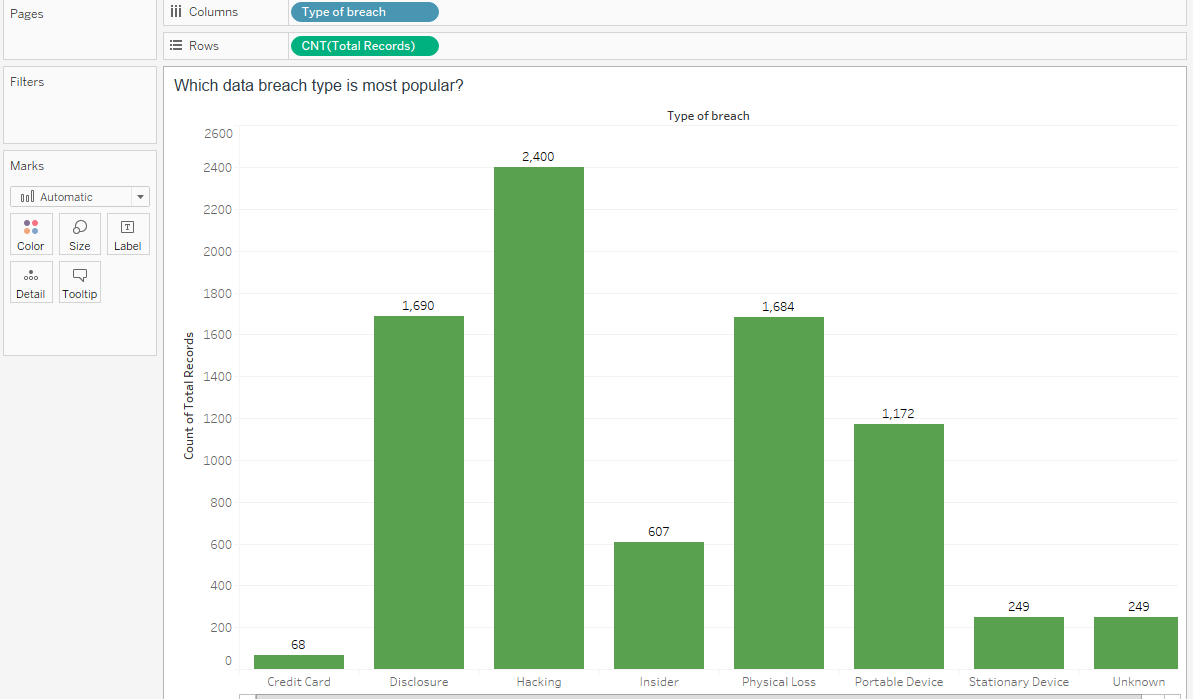 Pages
Columns
Type of breach
Rows
CNT(Total Records)
Filters
Marks
Automatic
Color
Size
Label
Detail
Tooltip
Which data breach type is most popular?
Type of breach
Count of Total Records
2600
2400
2200
2000
1800
1600
1400
1200
1000
800
600
400
200
0
68
1,690
2,400
607
1,684
1,172
249
249
Credit Card
Disclosure
Hacking
Insider
Physical Loss
Portable Device
Stationary Device
Unknown